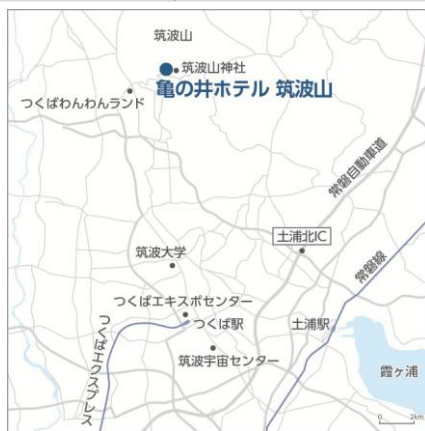 筑波山
筑波山神社
亀の井ホテル 筑波山
つくばわんわんランド
常磐自動車道
土浦北IC
筑波大学
常磐線
つくばエキスポセンター
つくば駅
土浦駅
つくばエクスプレス
筑波宇宙センター
霞ヶ浦
0 2km